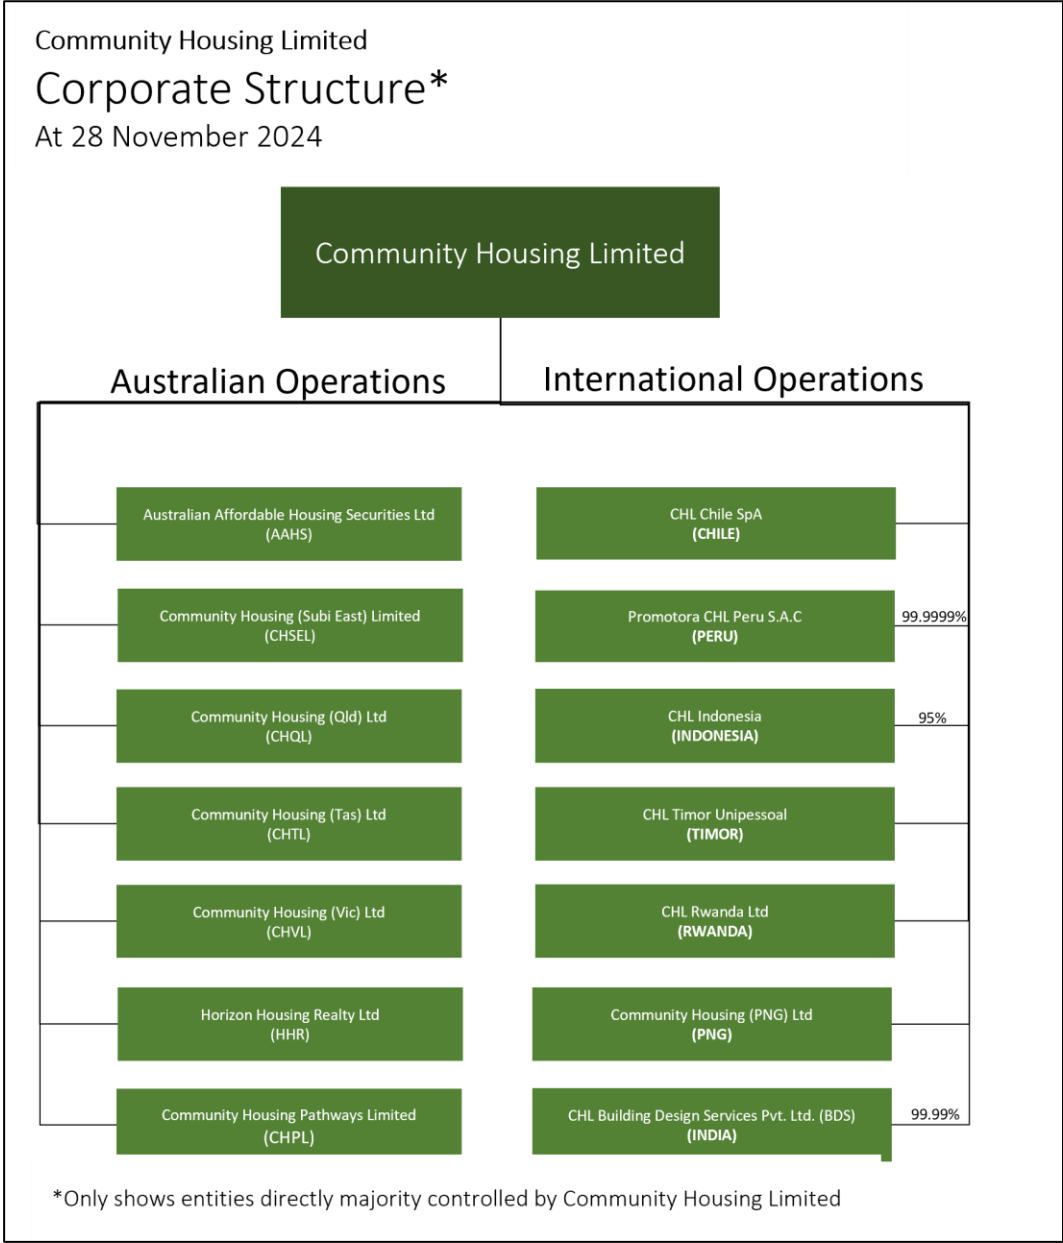 Community Housing Limited
Corporate Structure*
At 28 November 2024
Community Housing Limited
Australian Operations
International Operations
Australian Affordable Housing Securities Ltd
(AAHS)
CHL Chile SpA
(CHILE)
Community Housing (Subi East) Limited
(CHSEL)
Promotora CHL Peru S.A.C
(PERU)
99.9999%
Community Housing (Qld) Ltd
(CHQL)
CHL Indonesia
(INDONESIA)
95%
Community Housing (Tas) Ltd
(CHTL)
CHL Timor Unipessoal
(TIMOR)
Community Housing (Vic) Ltd
(CHVL)
CHL Rwanda Ltd
(RWANDA)
Horizon Housing Realty Ltd
(HHR)
Community Housing (PNG) Ltd
(PNG)
Community Housing Pathways Limited
(CHPL)
CHL Building Design Services Pvt. Ltd. (BDS)
(INDIA)
99.99%
*Only shows entities directly majority controlled by Community Housing Limited